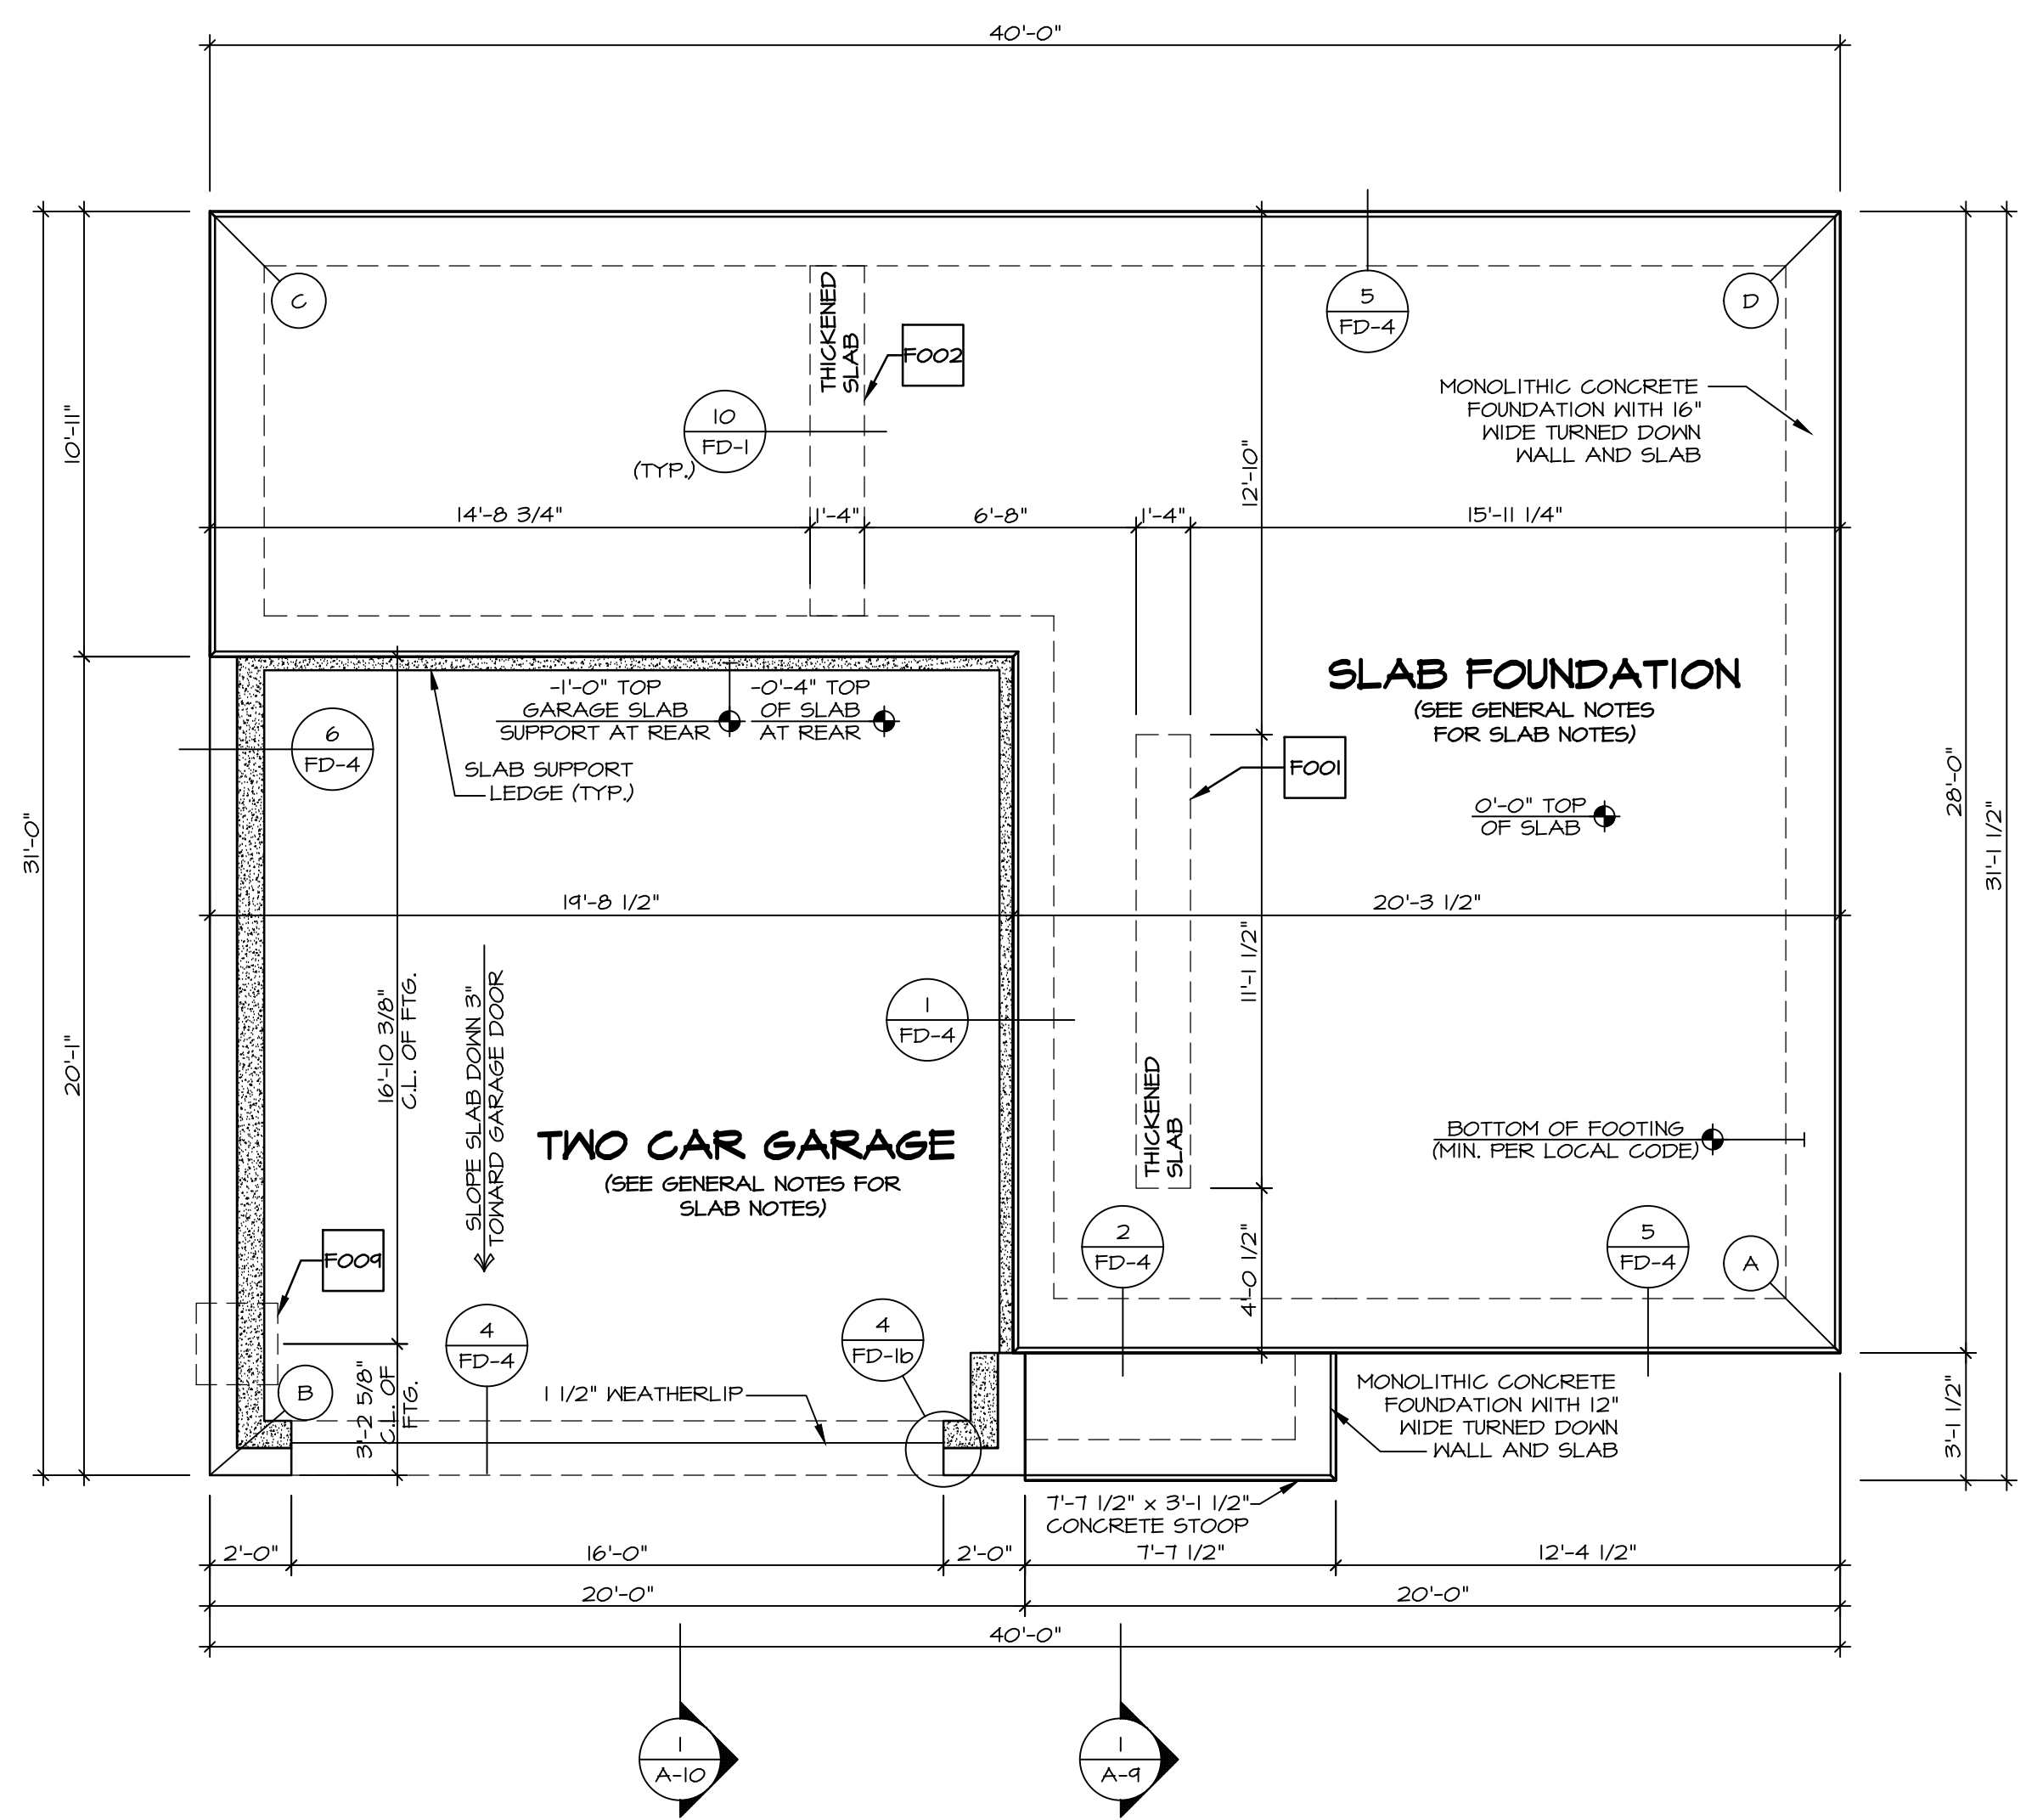 40'-0"
C
THICKENED
SLAB
F002
5
FD-4
D
10
FD-1
(TYP.)
MONOLITHIC CONCRETE
FOUNDATION WITH 16"
WIDE TURNED DOWN
WALL AND SLAB
10'-11"
12'-10"
14'-8 3/4"
1'-4"
6'-8"
1'-4"
15'-11 1/4"
-1'-0" TOP
GARAGE SLAB
SUPPORT AT REAR
-0'-4" TOP
OF SLAB
AT REAR
SLAB FOUNDATION
(SEE GENERAL NOTES
FOR SLAB NOTES)
6
FD-4
SLAB SUPPORT
LEDGE (TYP.)
F001
0'-0" TOP
OF SLAB
31'-0"
28'-0"
31'-1 1/2"
19'-8 1/2"
20'-3 1/2"
11'-1 1/2"
16'-10 3/8"
C.L. OF FTG.
SLOPE SLAB DOWN 3"
TOWARD GARAGE DOOR
1
FD-4
20'-1"
TWO CAR GARAGE
(SEE GENERAL NOTES FOR
SLAB NOTES)
THICKENED
SLAB
BOTTOM OF FOOTING
(MIN. PER LOCAL CODE)
F009
2
FD-4
4'-0 1/2"
5
FD-4
A
4
FD-4
4
FD-1b
B
3'-2 5/8"
C.L. OF
FTG.
1 1/2" WEATHERLIP
MONOLITHIC CONCRETE
FOUNDATION WITH 12"
WIDE TURNED DOWN
WALL AND SLAB
3'-1 1/2"
7'-7 1/2" x 3'-1 1/2"
CONCRETE STOOP
2'-0"
16'-0"
2'-0"
7'-7 1/2"
12'-4 1/2"
20'-0"
20'-0"
40'-0"
1
A-10
1
A-9